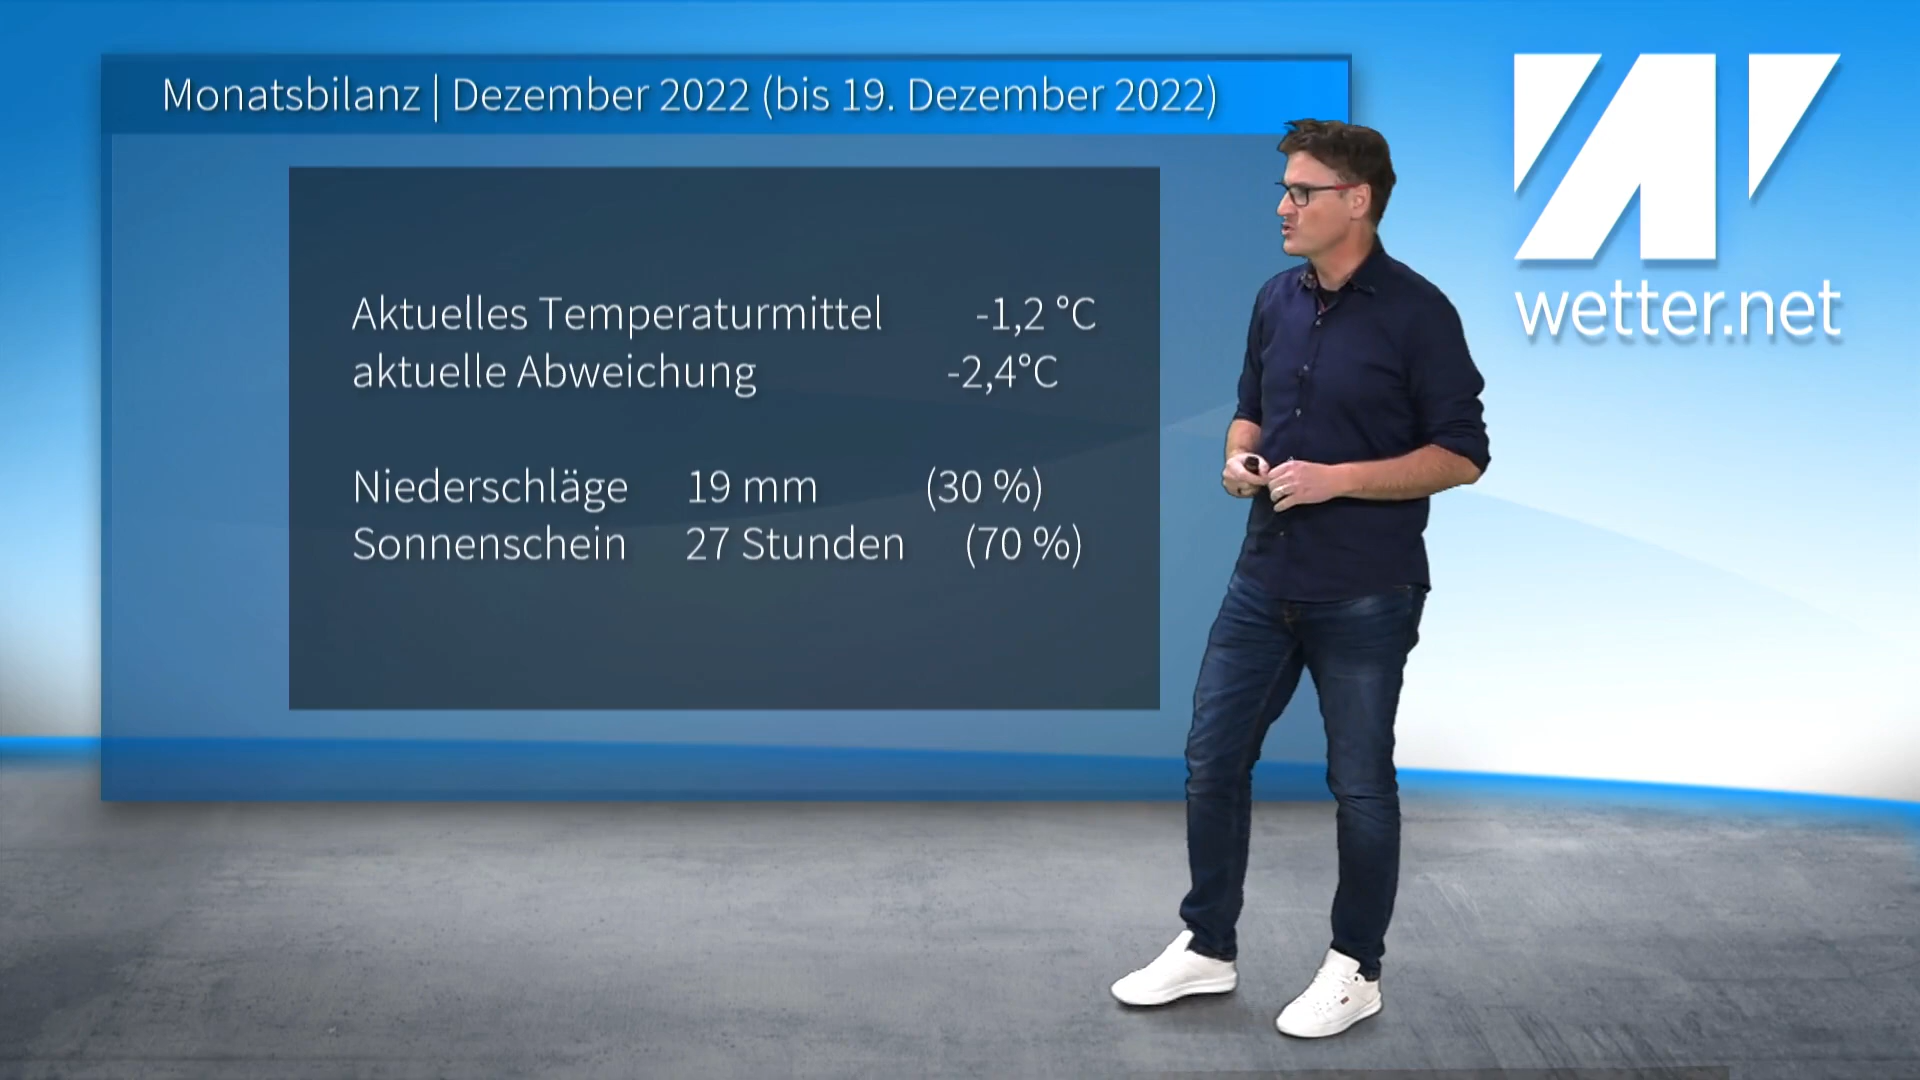 Monatsbilanz | Dezember 2022 (bis 19. Dezember 2022)
Aktuelles Temperaturmittel -1,2 °C
aktuelle Abweichung -2,4°C
Niederschläge 19 mm (30 %)
Sonnenschein 27 Stunden (70 %)
wetter.net